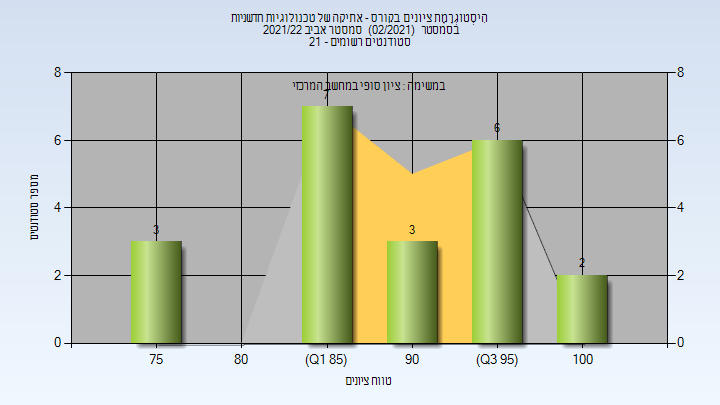 היסטוגרמת ציונים בקורס - אתיקה של טכנולוגיות חדשניות
בסמסטר (02/2021) סמסטר אביב 2021/22
סטודנטים רשומים - 21
במשימה : ציון סופי במחשב המרכזי
8 8
7
6 6 6
מספר סטודנטים
4 4
3 3
2 2 2
0 0
75 80 (Q1 85) 90 (Q3 95) 100
טווח ציונים